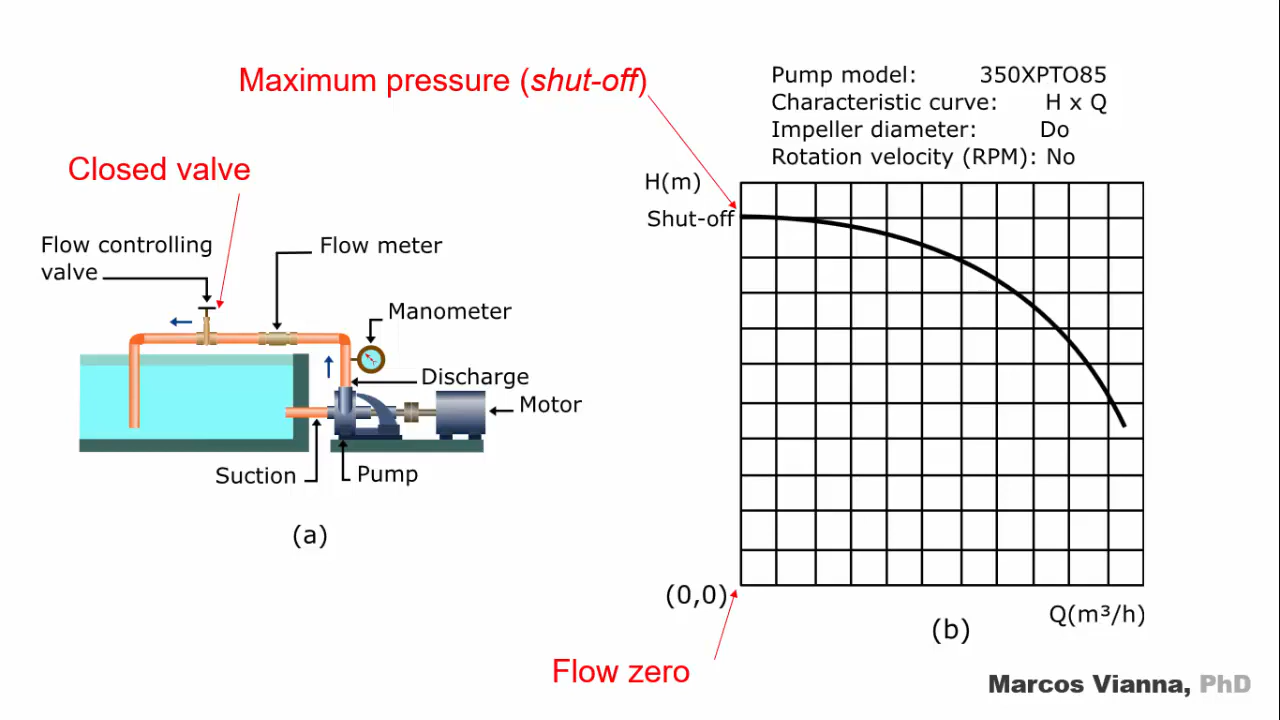 Maximum pressure (shut-off)
Closed valve
Flow controlling
valve
Flow meter
Manometer
Discharge
Motor
Suction
Pump
(a)
Pump model: 350XPTO85
Characteristic curve: H x Q
Impeller diameter: Do
Rotation velocity (RPM): No
H(m)
Shut-off
(0,0)
Q(m³/h)
(b)
Flow zero
Marcos Vianna, PhD